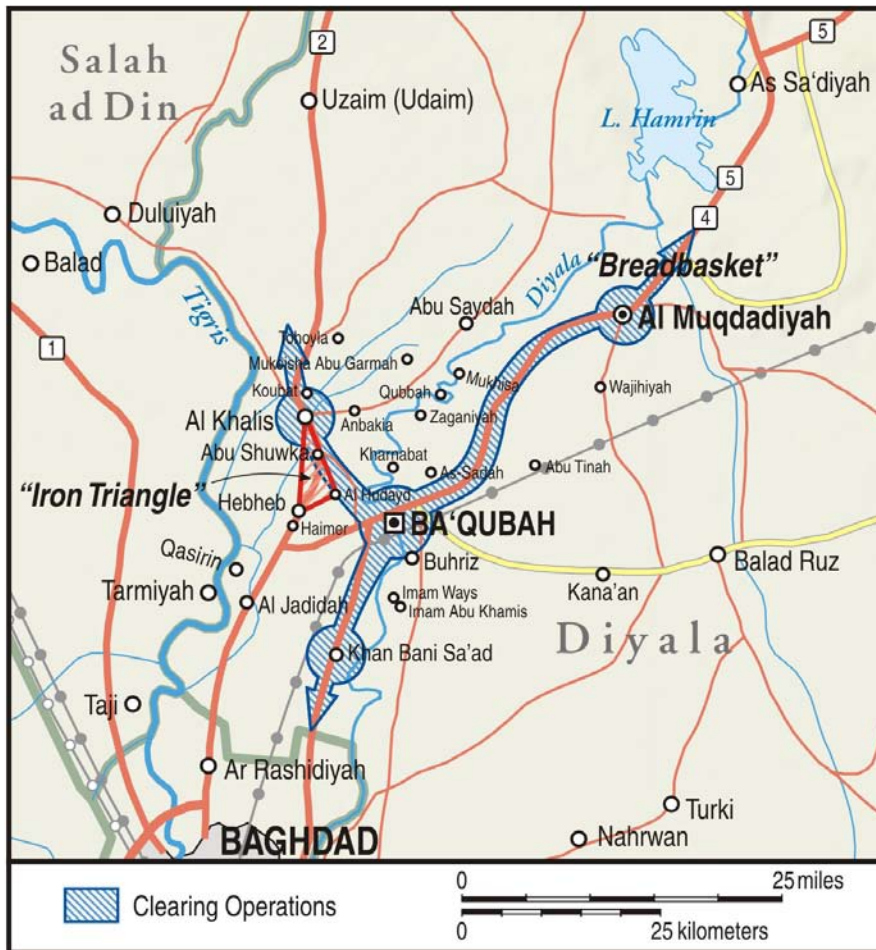 5
2
Salah
ad Din
As Sa‘diyah
Uzaim (Udaim)
L. Hamrin
5
Duluiyah
4
Balad
Diyala
“Breadbasket”
Tigris
Abu Saydah
Al Muqdadiyah
1
Mukeisha Abu Garmah
Mukhisa
Koubat
Qubbah
Wajihiyah
Al Khalis
Anbakia
Zaganiyah
Abu Shuwka
Kharnabat
As-Sadah
Abu Tinah
“Iron Triangle”
Hebheb
Al Hudayd
BA‘QUBAH
Haimer
Qasirin
Buhriz
Balad Ruz
Tarmiyah
Kana’an
Al Jadidah
Imam Ways
Imam Abu Khamis
Diyala
Khan Bani Sa’ad
Taji
Ar Rashidiyah
Turki
BAGHDAD
Nahrwan
Clearing Operations
0
25 miles
0
25 kilometers